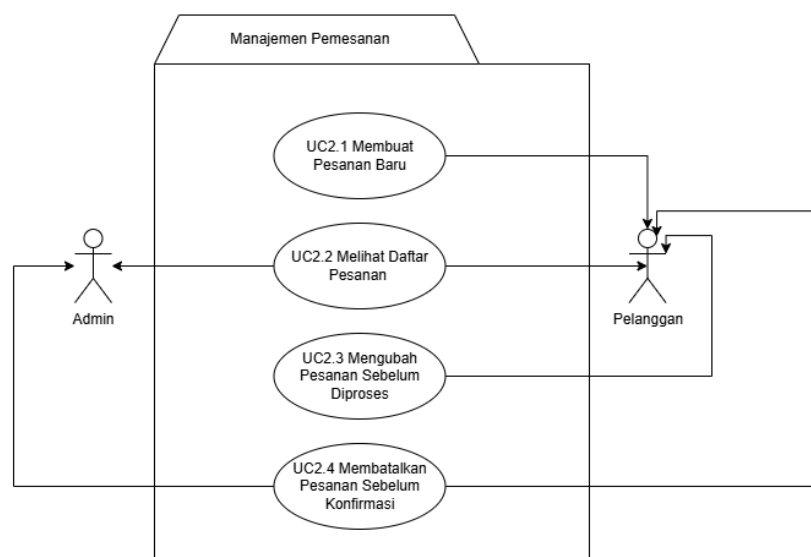 Manajemen Pemesanan
UC2.1 Membuat
Pesanan Baru
UC2.2 Melihat Daftar
Pesanan
Admin
Pelanggan
UC2.3 Mengubah
Pesanan Sebelum
Diproses
UC2.4 Membatalkan
Pesanan Sebelum
Konfirmasi